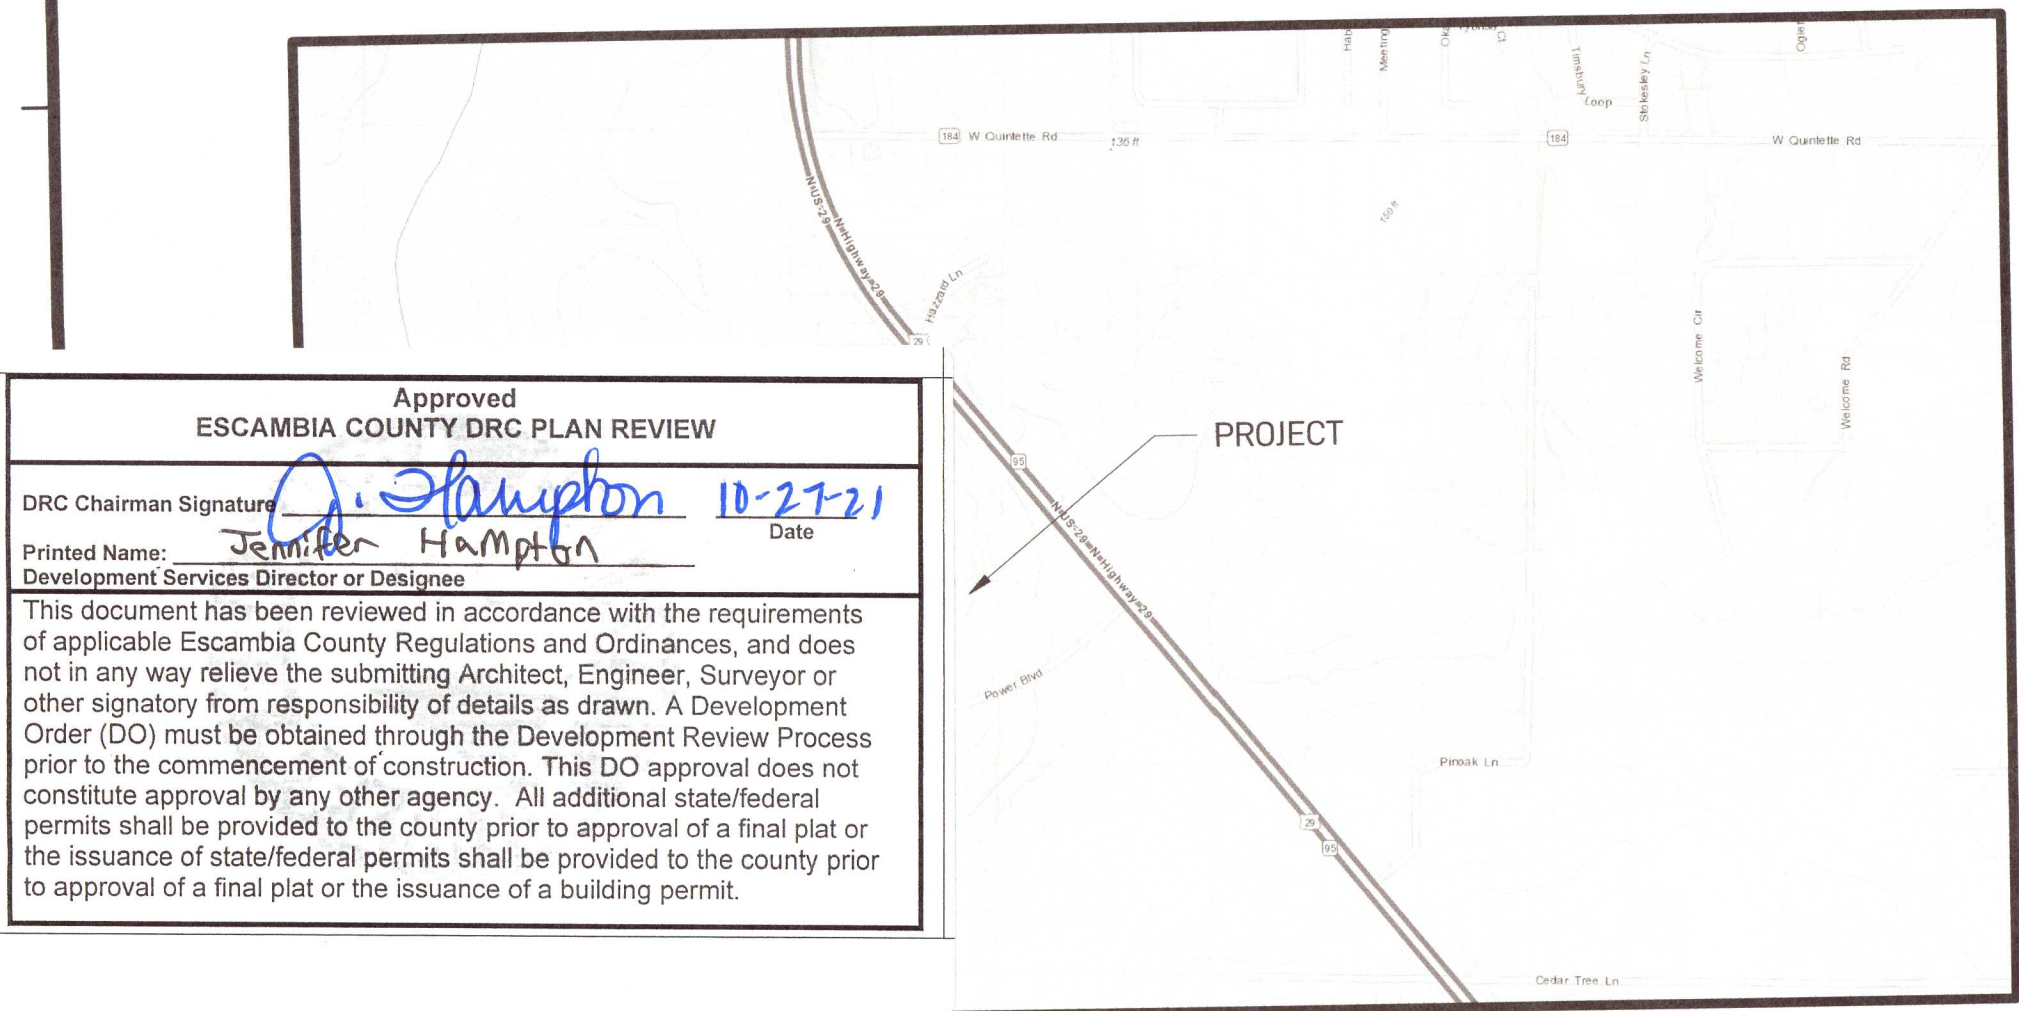 Meeting
Timsbury
Loop
Stokesley Ln
184 W Quintette Rd
136 ft
184
W Quintette Rd
N US-29
N Highway 29
150 ft
Hazzard Ln
29
Welcome Cir
Welcome Rd
Approved
ESCAMBIA COUNTY DRC PLAN REVIEW
DRC Chairman Signature J. Hampton 10-27-21
Date
Printed Name: Jennifer Hampton
Development Services Director or Designee
This document has been reviewed in accordance with the requirements
of applicable Escambia County Regulations and Ordinances, and does
not in any way relieve the submitting Architect, Engineer, Surveyor or
other signatory from responsibility of details as drawn. A Development
Order (DO) must be obtained through the Development Review Process
prior to the commencement of construction. This DO approval does not
constitute approval by any other agency. All additional state/federal
permits shall be provided to the county prior to approval of a final plat or
the issuance of state/federal permits shall be provided to the county prior
to approval of a final plat or the issuance of a building permit.
PROJECT
95
N US-29 N Highway 29
Power Blvd
Pinoak Ln
29
95
Cedar Tree Ln